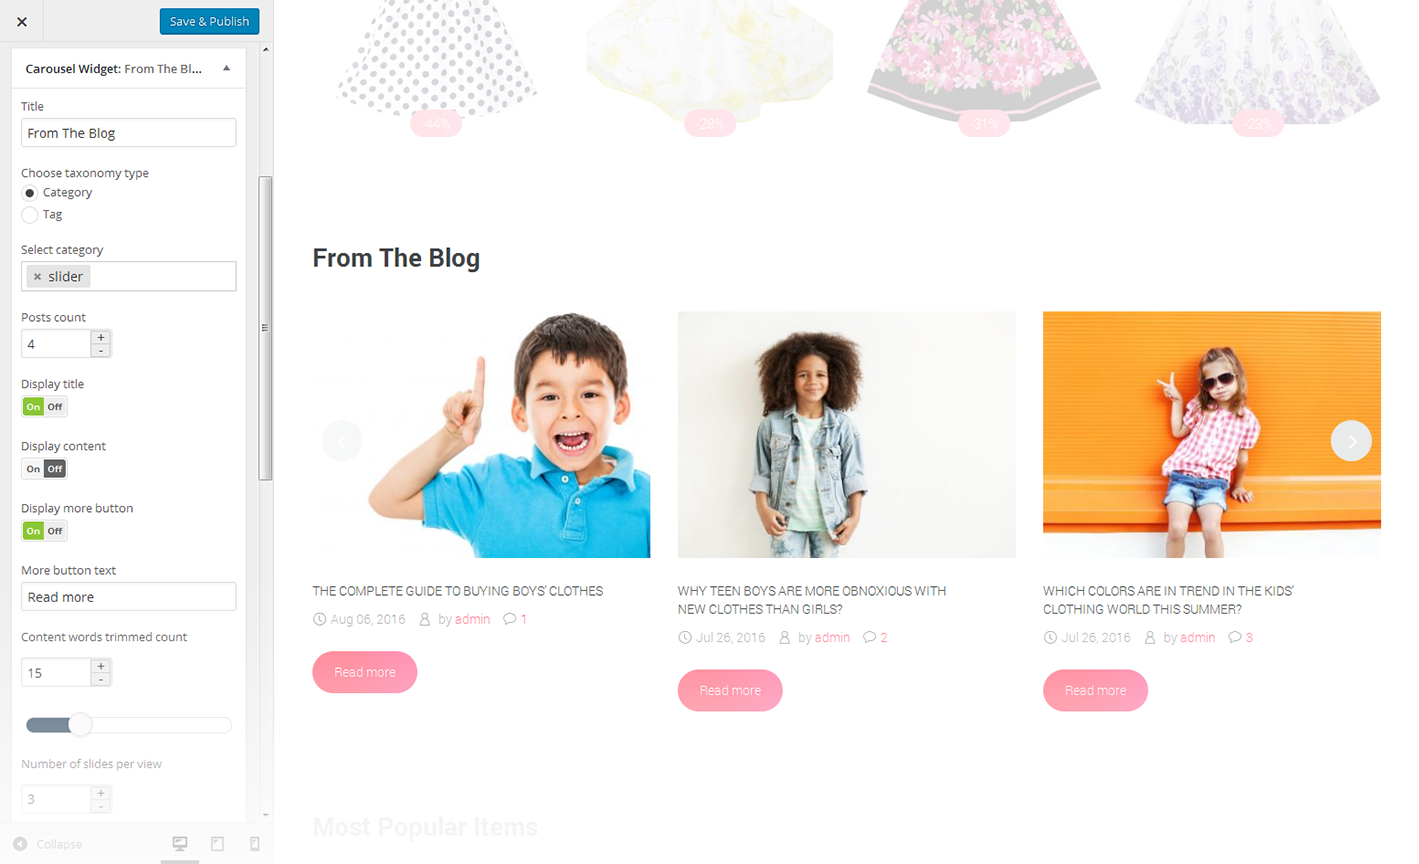 Save & Publish
Carousel Widget: From The Bl...
Title
From The Blog
Choose taxonomy type
Category
Tag
Select category
× slider
Posts count
4
+
-
Display title
On Off
Display content
On Off
Display more button
On Off
More button text
Read more
Content words trimmed count
15
+
-
Number of slides per view
3
+
-
Collapse
-44%
-28%
-31%
-23%
From The Blog
THE COMPLETE GUIDE TO BUYING BOYS’ CLOTHES
Aug 06, 2016 by admin 1
Read more
WHY TEEN BOYS ARE MORE OBNOXIOUS WITH
NEW CLOTHES THAN GIRLS?
Jul 26, 2016 by admin 2
Read more
WHICH COLORS ARE IN TREND IN THE KIDS’
CLOTHING WORLD THIS SUMMER?
Jul 26, 2016 by admin 3
Read more
Most Popular Items